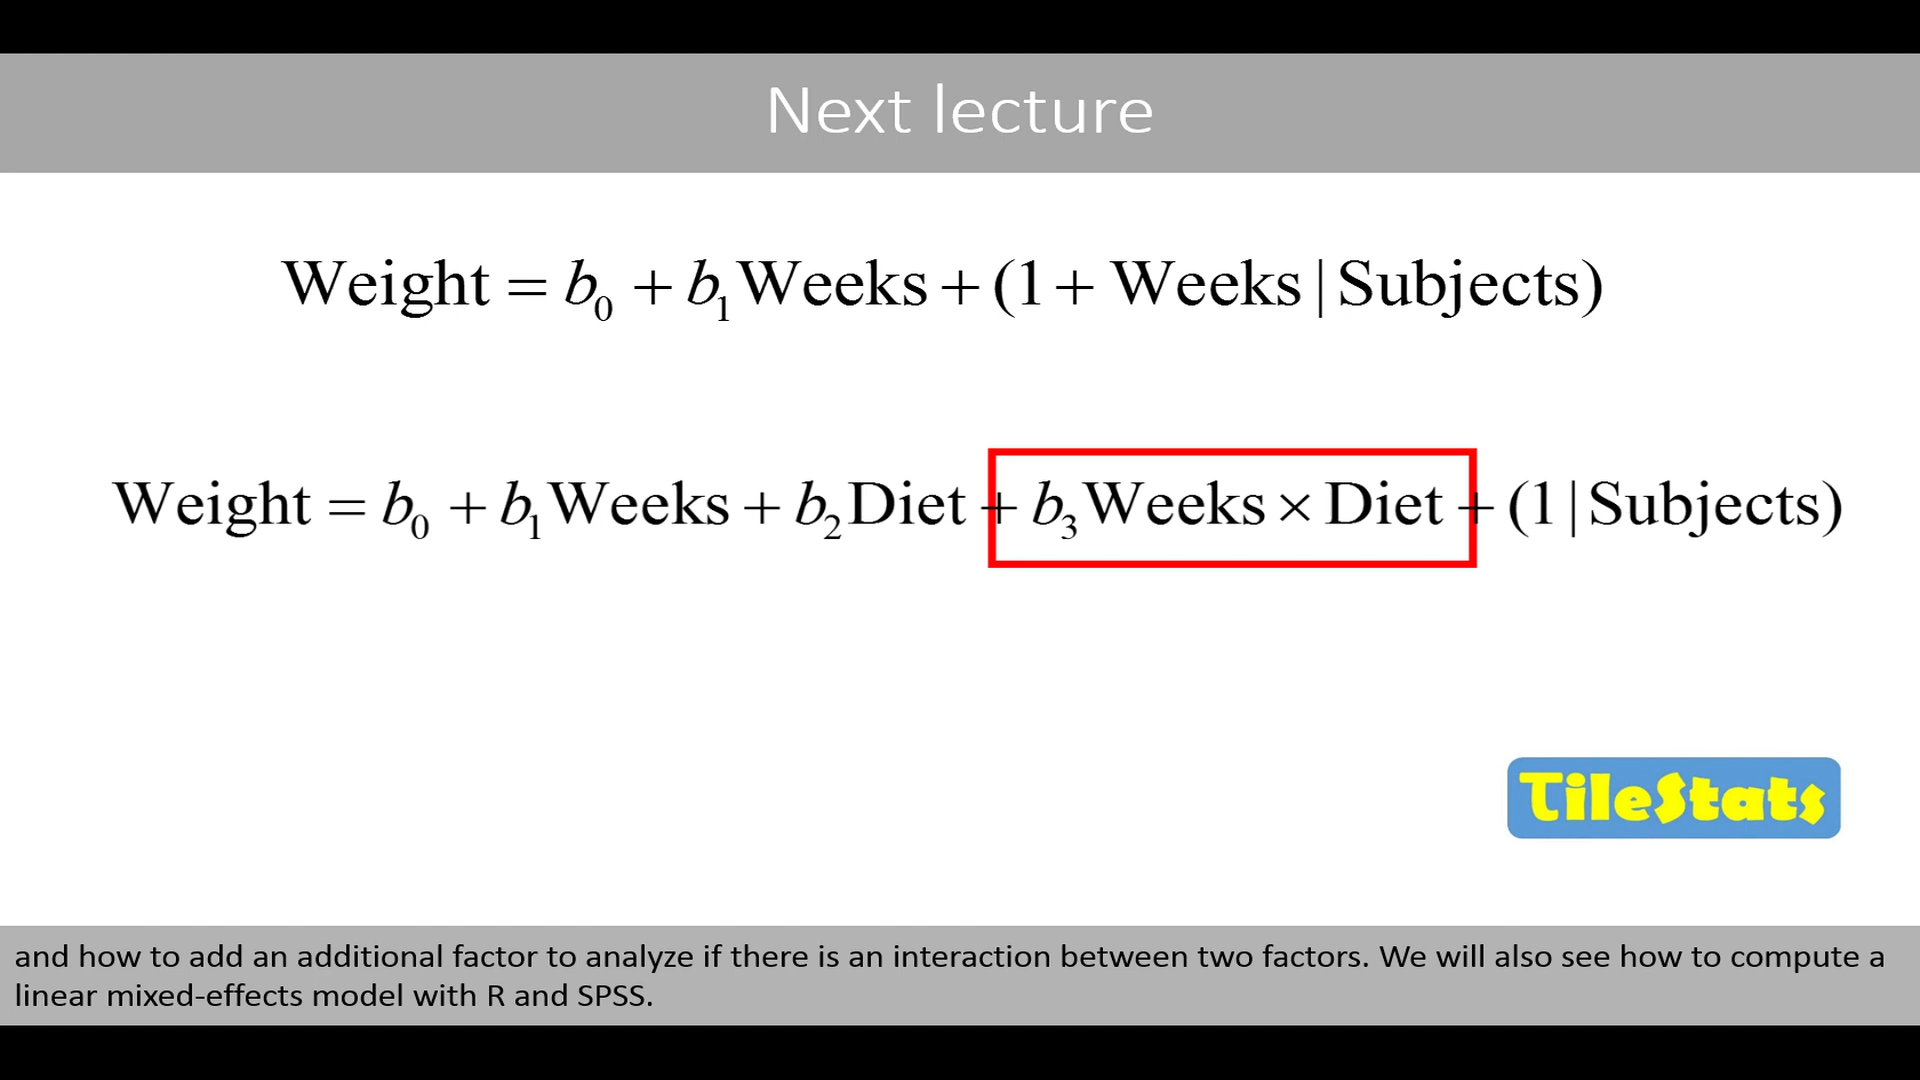 Next lecture
Weight = b₀ + b₁Weeks + (1 + Weeks | Subjects)
Weight = b₀ + b₁Weeks + b₂Diet + b₃Weeks × Diet + (1 | Subjects)
TileStats
and how to add an additional factor to analyze if there is an interaction between two factors. We will also see how to compute a
linear mixed-effects model with R and SPSS.